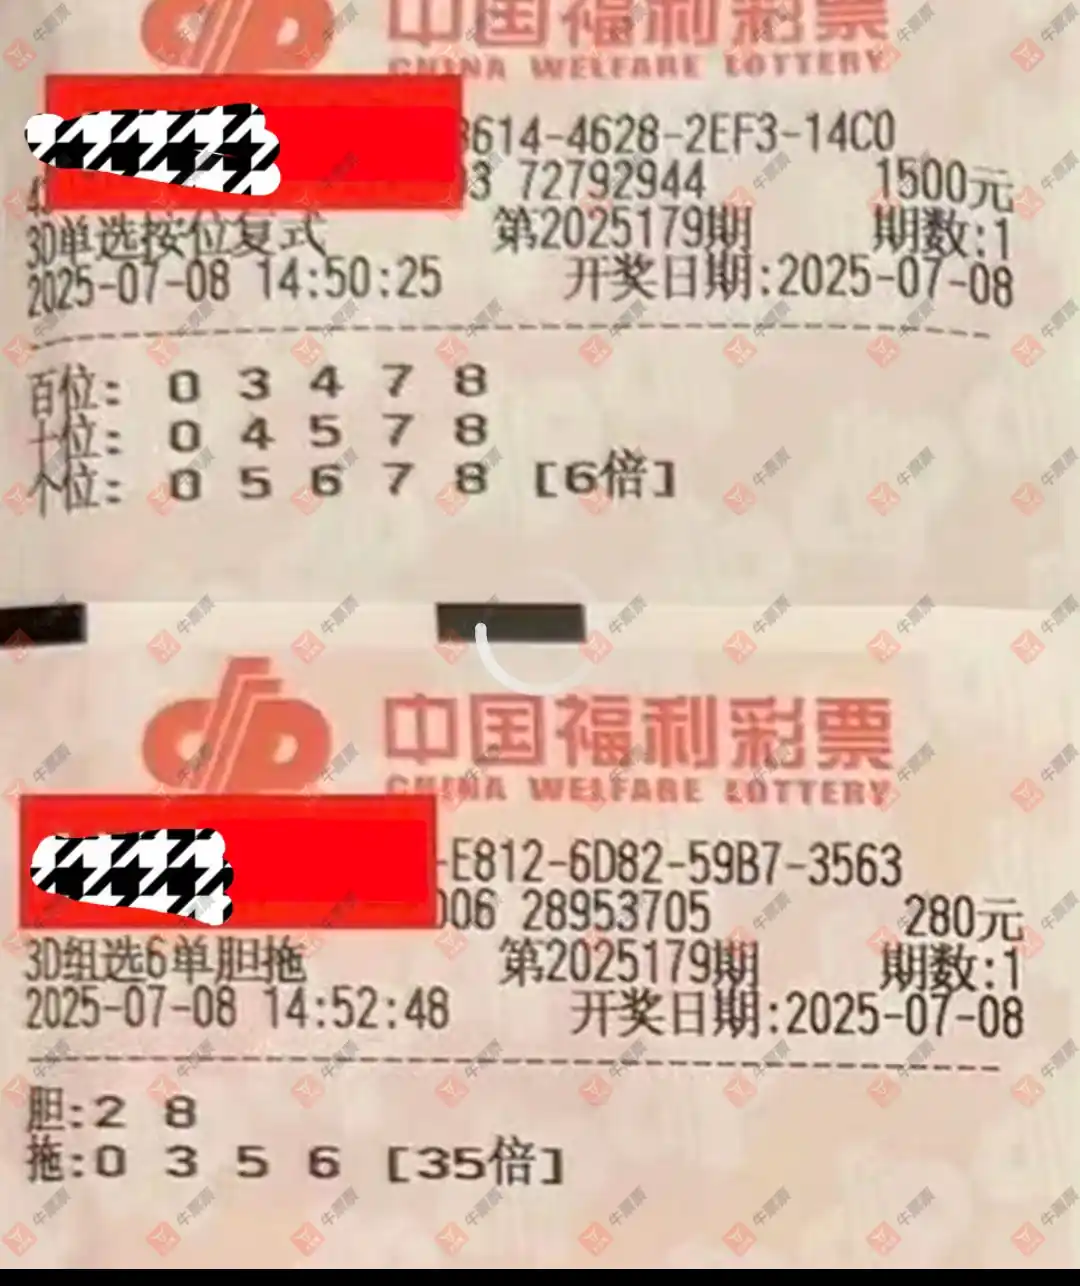 中国福利彩票
CHINA WELFARE LOTTERY
3614-4628-2EF3-14C0
03 72792944 1500元
3D单选按位复式 第2025179期 期数:1
2025-07-08 14:50:25 开奖日期:2025-07-08
百位: 0 3 4 7 8
十位: 0 4 5 7 8
个位: 0 5 6 7 8 [6倍]
中国福利彩票
CHINA WELFARE LOTTERY
-E812-6D82-59B7-3563
006 28953705 280元
3D组选6单胆拖 第2025179期 期数:1
2025-07-08 14:52:48 开奖日期:2025-07-08
胆:2 8
拖:0 3 5 6 [35倍]